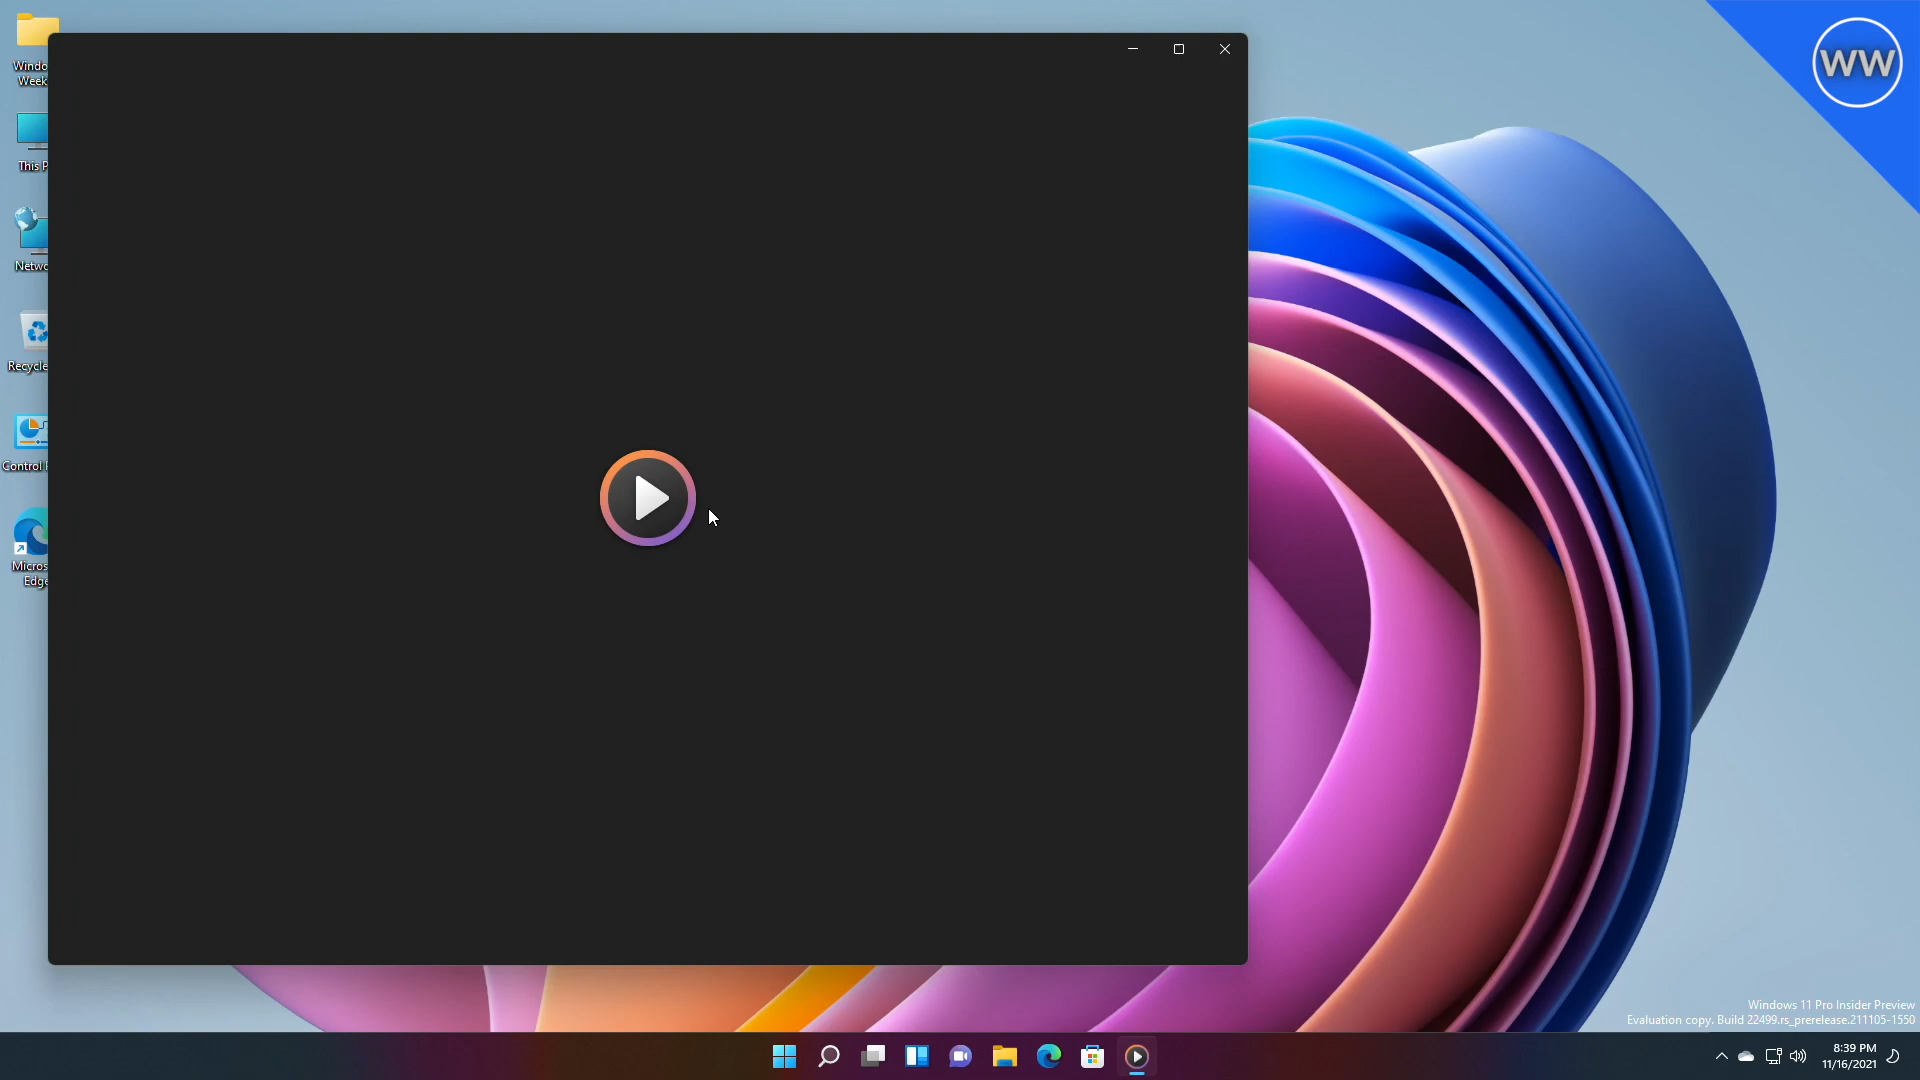 Windo
Week
This P
Netwo
Recycle
Control
Micros
Edge
WW
Windows 11 Pro Insider Preview
Evaluation copy. Build 22499.rs_prerelease.211105-1550
8:39 PM
11/16/2021